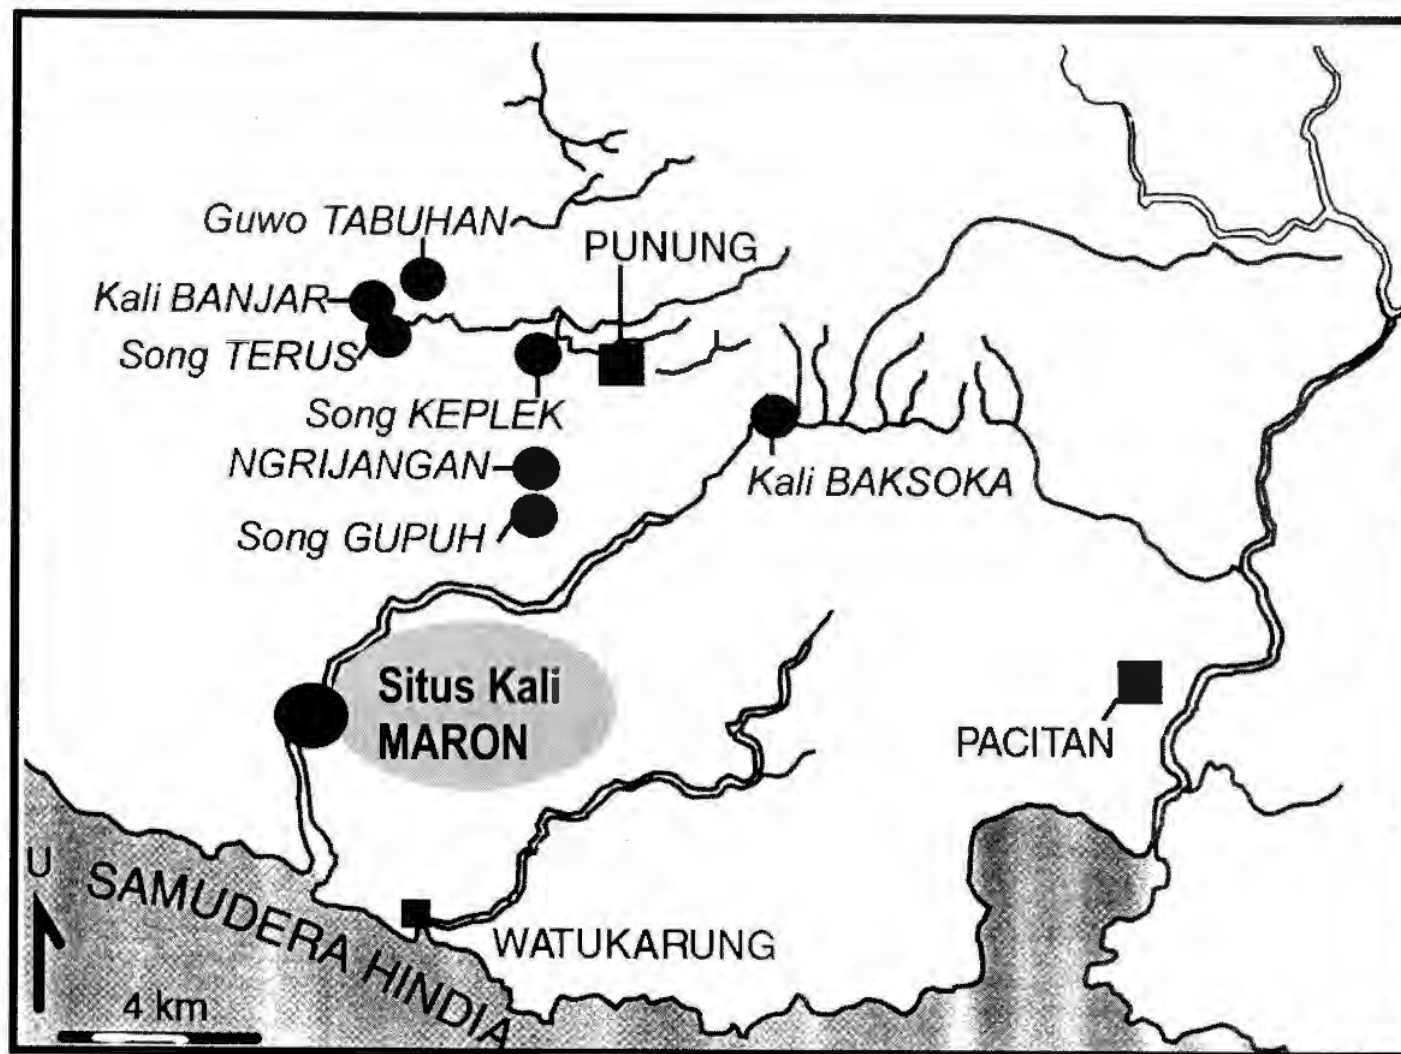 Guwo TABUHAN
PUNUNG
Kali BANJAR
Song TERUS
Song KEPLEK
NGRIJANGAN
Kali BAKSOKA
Song GUPUH
Situs Kali
MARON
PACITAN
U
SAMUDERA HINDIA
WATUKARUNG
4 km